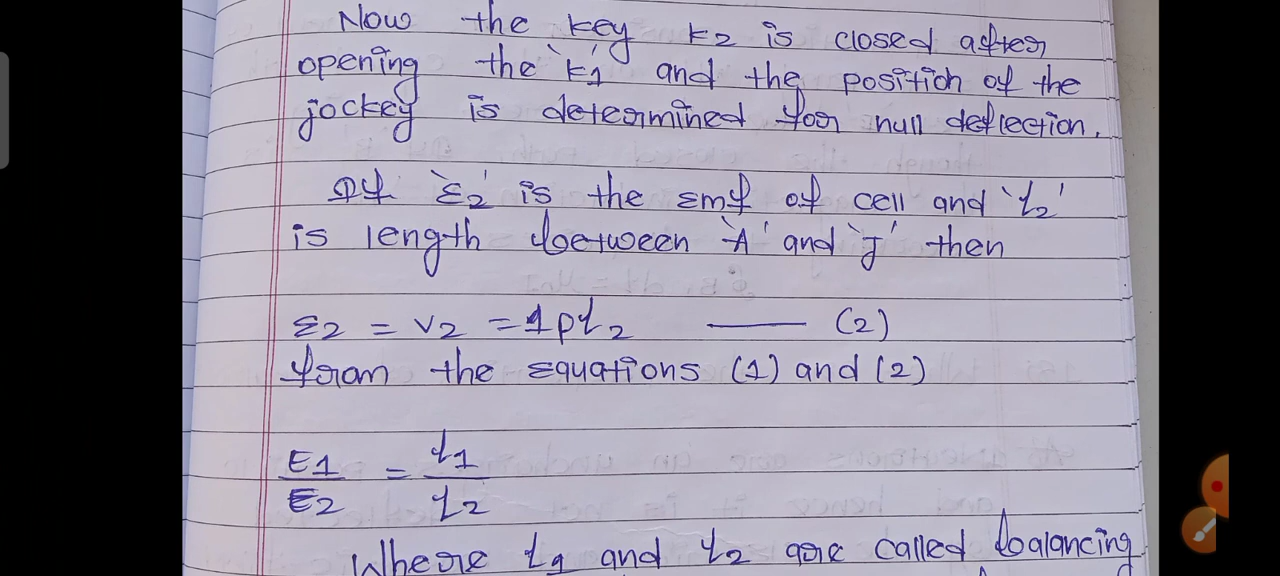 Now the key K2 is closed after
opening the 'K1' and the position of the
jockey is determined for null deflection.
If 'ε2' is the Emf of cell and 'l2'
is length between 'A' and 'J' then
ε2 = V2 = 1ρl2 —— (2)
from the Equations (1) and (2)
E1/E2 = l1/l2
Where l1 and l2 are called balancing